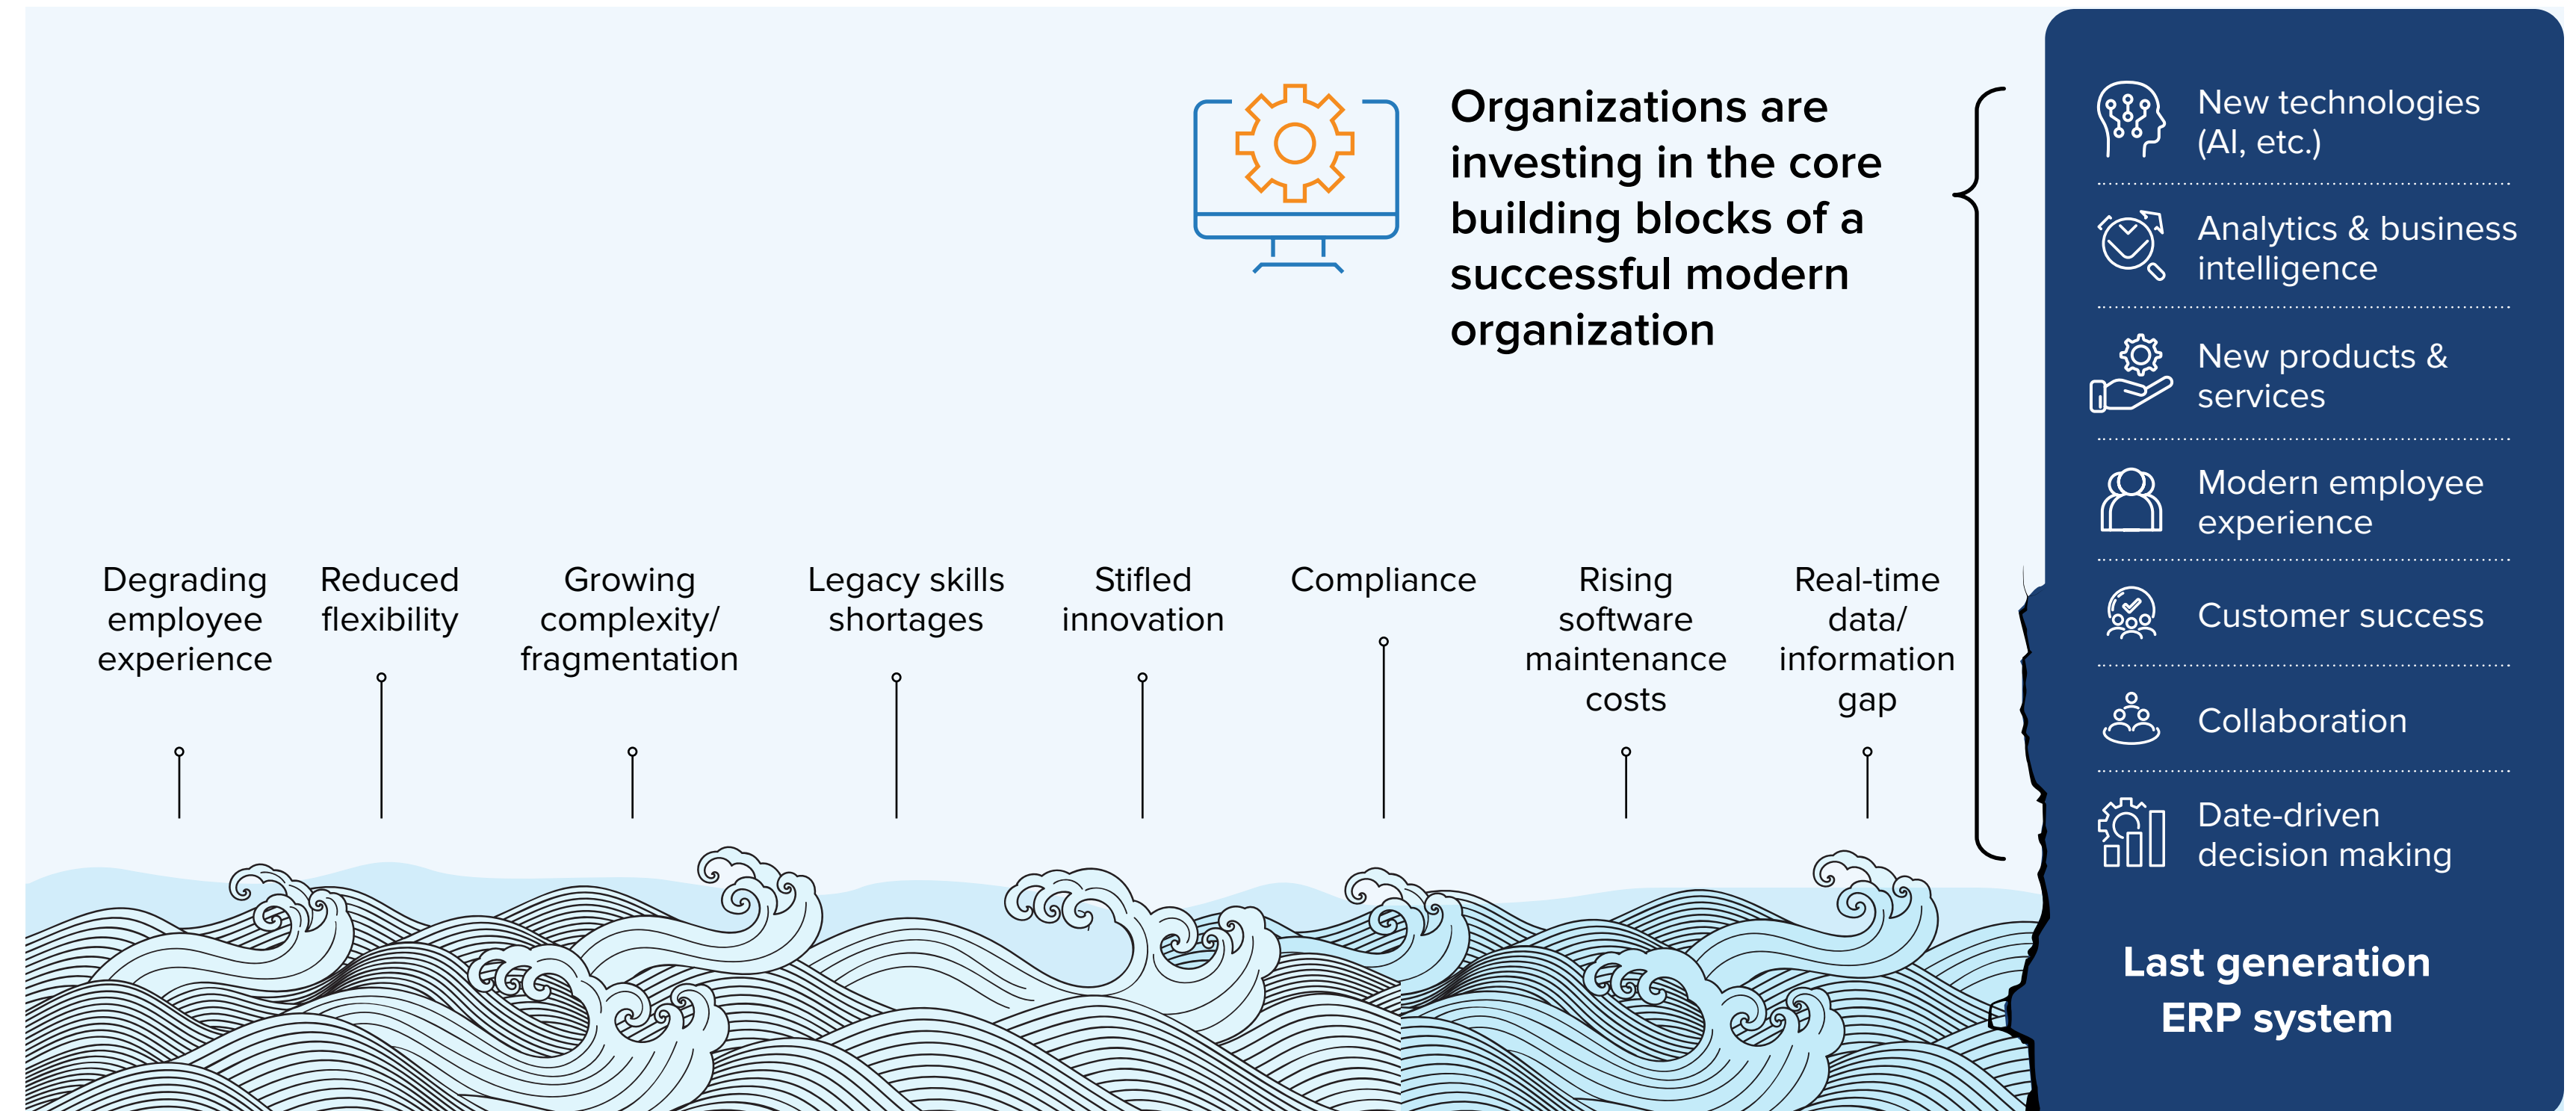 Organizations are
investing in the core
building blocks of a
successful modern
organization
Degrading
employee
experience
Reduced
flexibility
Growing
complexity/
fragmentation
Legacy skills
shortages
Stifled
innovation
Compliance
Rising
software
maintenance
costs
Real-time
data/
information
gap
New technologies
(AI, etc.)
Analytics & business
intelligence
New products &
services
Modern employee
experience
Customer success
Collaboration
Date-driven
decision making
Last generation
ERP system